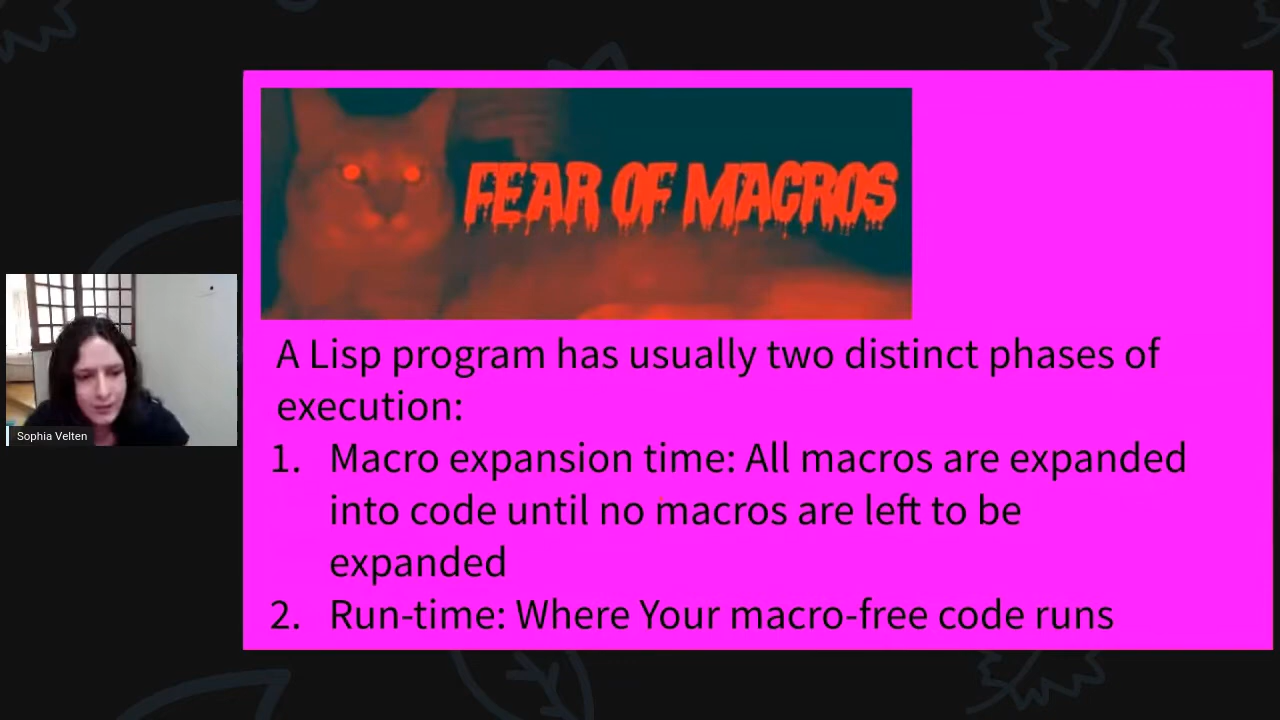 FEAR OF MACROS
A Lisp program has usually two distinct phases of
execution:
1. Macro expansion time: All macros are expanded
into code until no macros are left to be
expanded
2. Run-time: Where Your macro-free code runs
Sophia Velten